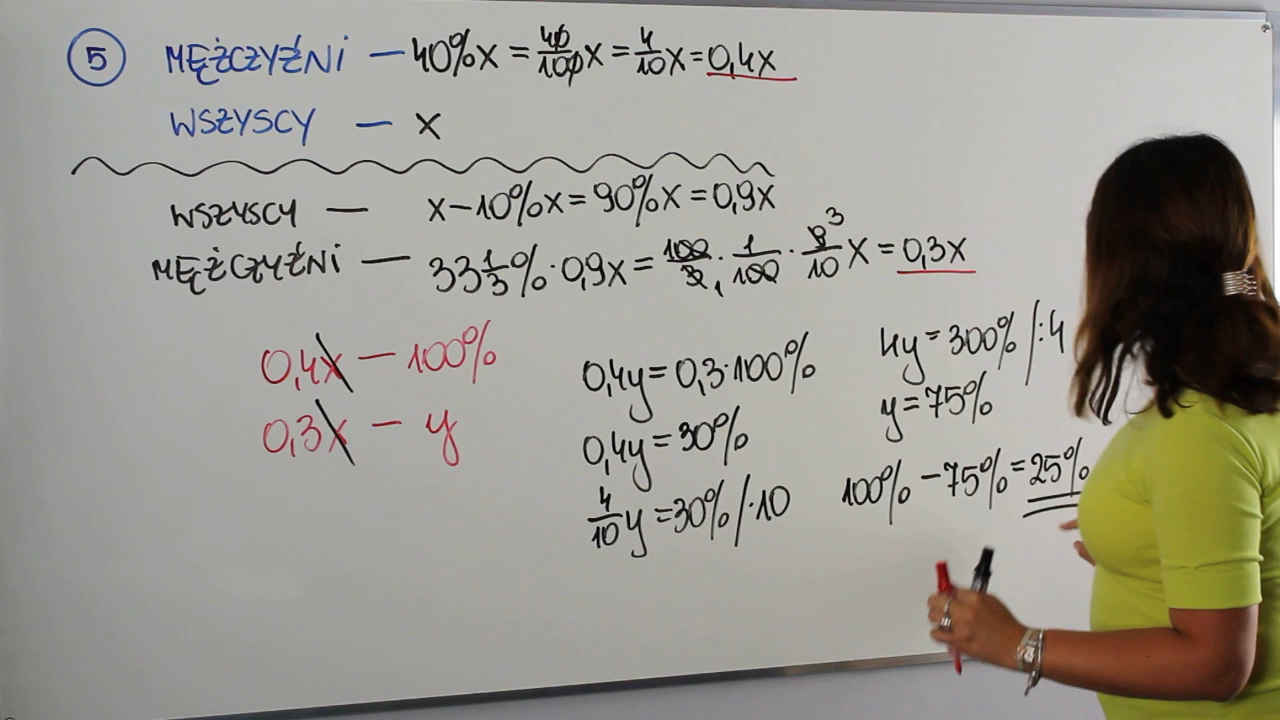 5 MĘŻCZYŹNI — 40%x = 40/100 x = 4/10 x = 0,4x
WSZYSCY — x
WSZYSCY — x-10%x = 90%x = 0,9x
MĘŻCZYŹNI — 33 1/3 % · 0,9x = 100/3 1 · 1/100 · 9 3/10 x = 0,3x
0,4x — 100%
0,3x — y
0,4y = 0,3·100%
0,4y = 30%
4/10 y = 30% /·10
4y = 300% /:4
y = 75%
100% - 75% = 25%